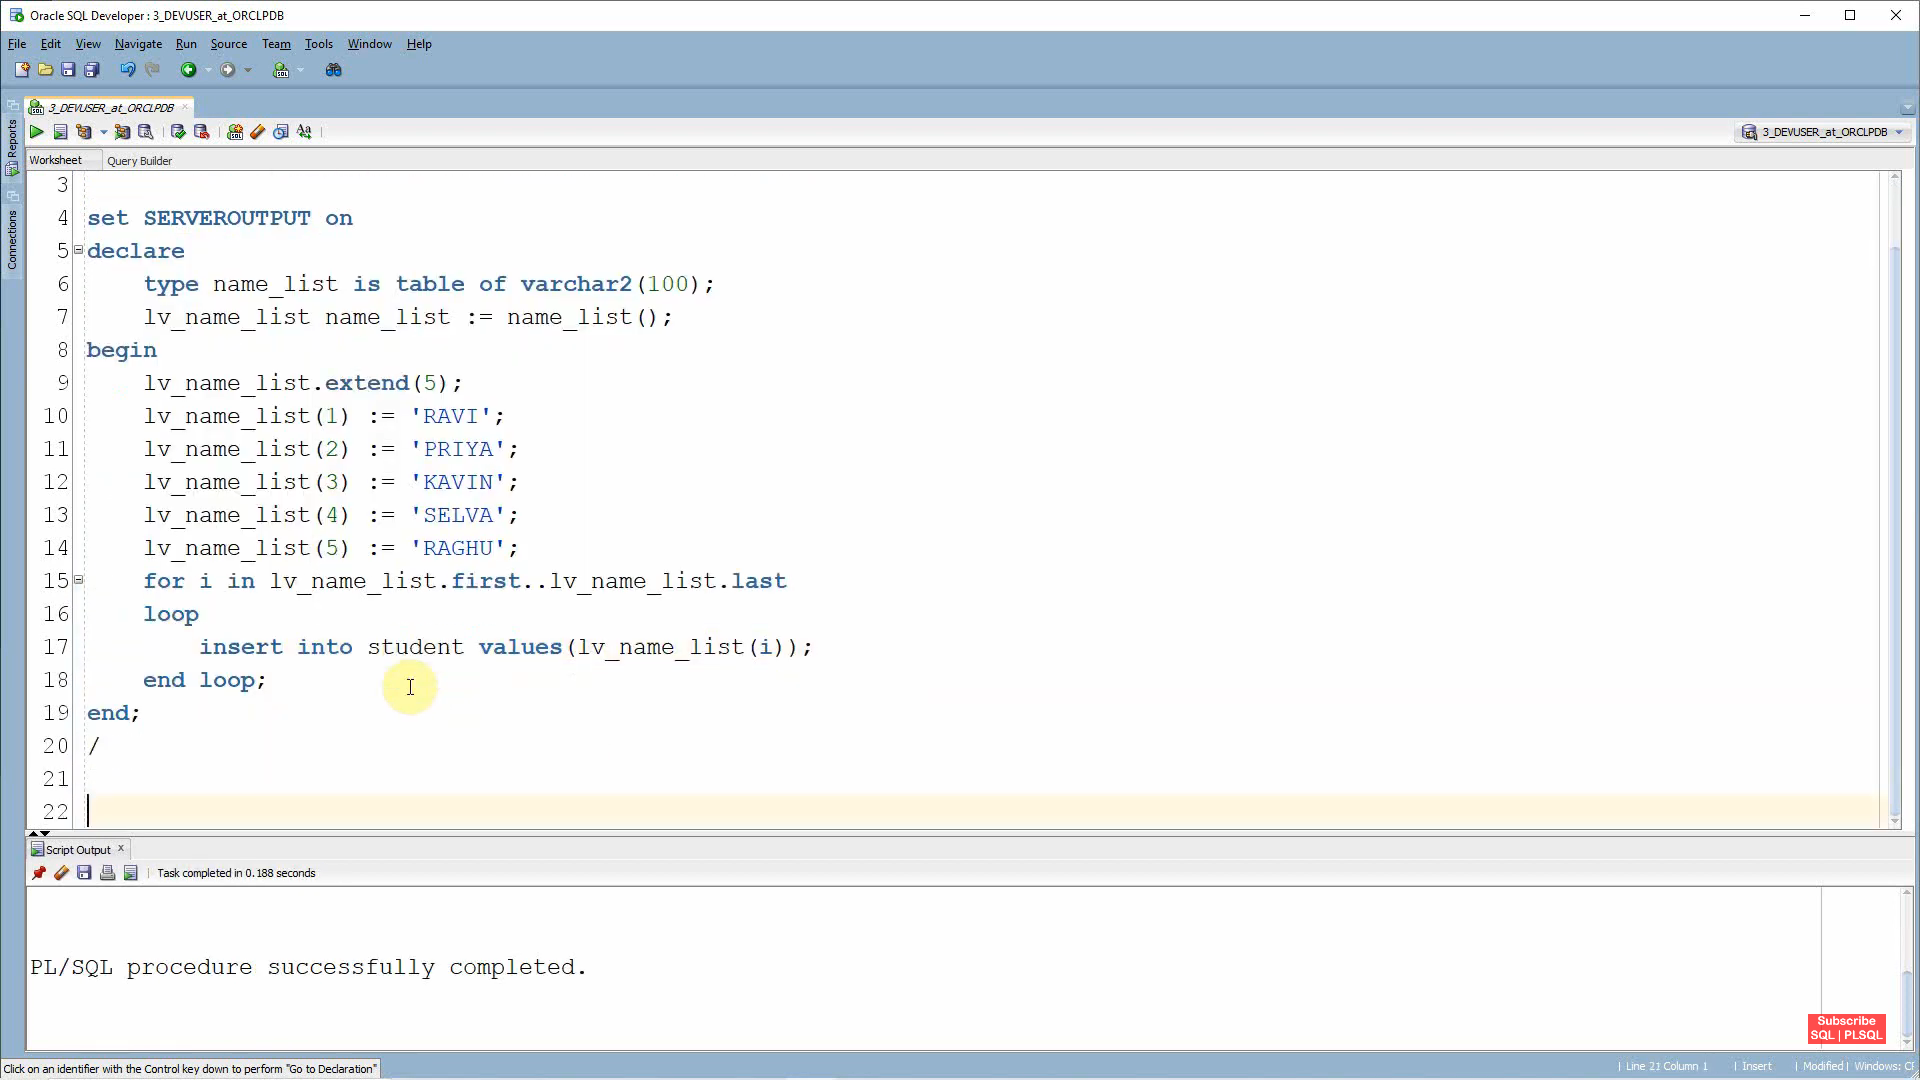 Oracle SQL Developer : 3_DEVUSER_at_ORCLPDB
File Edit View Navigate Run Source Team Tools Window Help
3_DEVUSER_at_ORCLPDB
3_DEVUSER_at_ORCLPDB
Worksheet Query Builder
Reports
Connections
3
4 set SERVEROUTPUT on
5 declare
6 type name_list is table of varchar2(100);
7 lv_name_list name_list := name_list();
8 begin
9 lv_name_list.extend(5);
10 lv_name_list(1) := 'RAVI';
11 lv_name_list(2) := 'PRIYA';
12 lv_name_list(3) := 'KAVIN';
13 lv_name_list(4) := 'SELVA';
14 lv_name_list(5) := 'RAGHU';
15 for i in lv_name_list.first..lv_name_list.last
16 loop
17 insert into student values(lv_name_list(i));
18 end loop;
19 end;
20 /
21
22
Script Output
Task completed in 0.188 seconds
PL/SQL procedure successfully completed.
Subscribe
SQL | PLSQL
Click on an identifier with the Control key down to perform "Go to Declaration"
Line 21 Column 1 Insert Modified Windows: